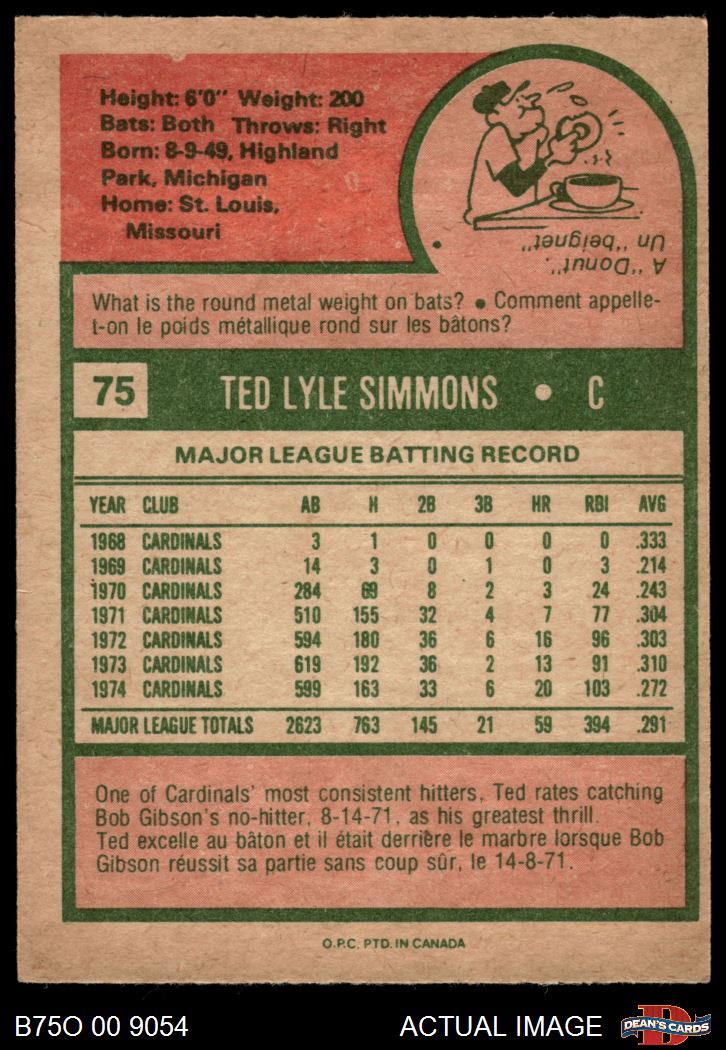 Height: 6'0" Weight: 200
Bats: Both Throws: Right
Born: 8-9-49, Highland
Park, Michigan
Home: St. Louis,
Missouri
A "Donut".
Un "beignet".
What is the round metal weight on bats? • Comment appelle-
t-on le poids métallique rond sur les bâtons?
75 TED LYLE SIMMONS • C
MAJOR LEAGUE BATTING RECORD
YEAR CLUB AB H 2B 3B HR RBI AVG
1968 CARDINALS 3 1 0 0 0 0 .333
1969 CARDINALS 14 3 0 1 0 3 .214
1970 CARDINALS 284 69 8 2 3 24 .243
1971 CARDINALS 510 155 32 4 7 77 .304
1972 CARDINALS 594 180 36 6 16 96 .303
1973 CARDINALS 619 192 36 2 13 91 .310
1974 CARDINALS 599 163 33 6 20 103 .272
MAJOR LEAGUE TOTALS 2623 763 145 21 59 394 .291
One of Cardinals' most consistent hitters, Ted rates catching
Bob Gibson's no-hitter, 8-14-71, as his greatest thrill.
Ted excelle au bâton et il était derrière le marbre lorsque Bob
Gibson réussit sa partie sans coup sûr, le 14-8-71.
O.P.C. PTD. IN CANADA
B75O 00 9054 ACTUAL IMAGE
D
DEAN'S CARDS